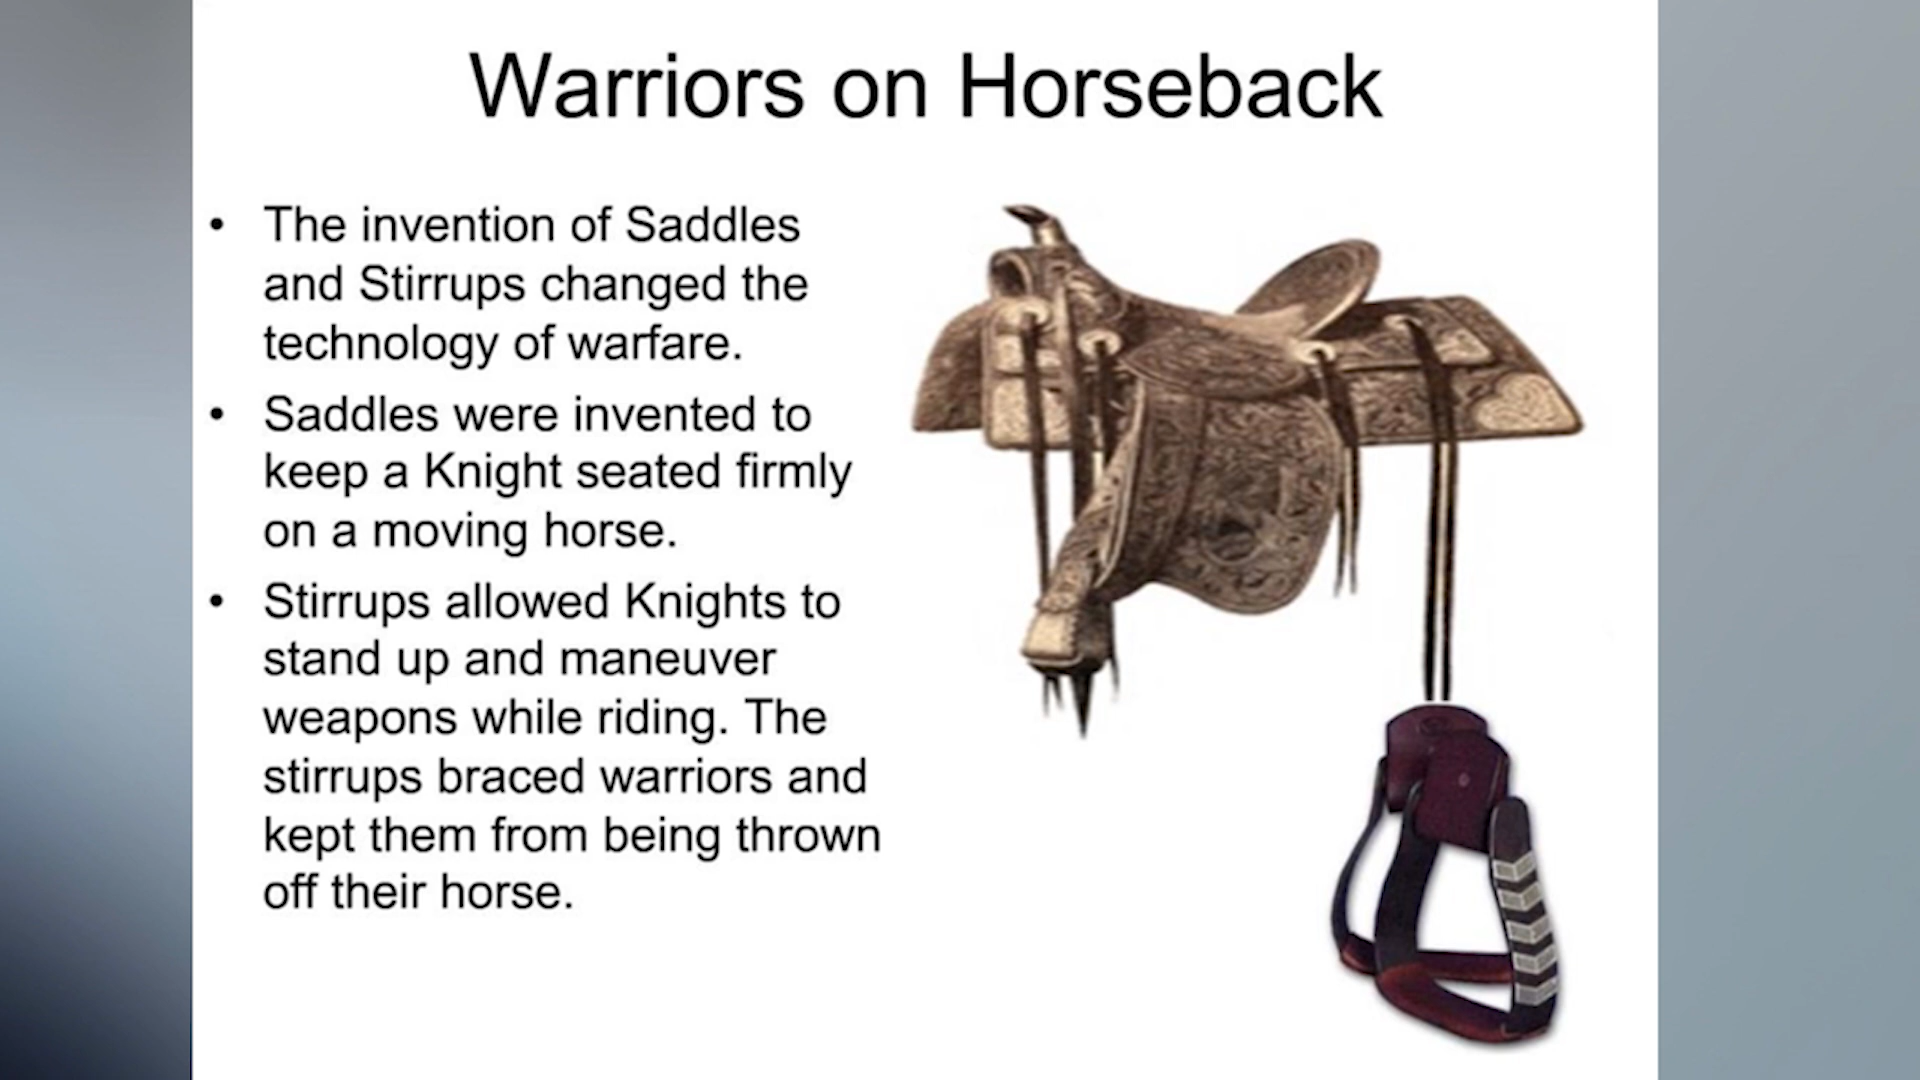 Warriors on Horseback
• The invention of Saddles
and Stirrups changed the
technology of warfare.
• Saddles were invented to
keep a Knight seated firmly
on a moving horse.
• Stirrups allowed Knights to
stand up and maneuver
weapons while riding. The
stirrups braced warriors and
kept them from being thrown
off their horse.